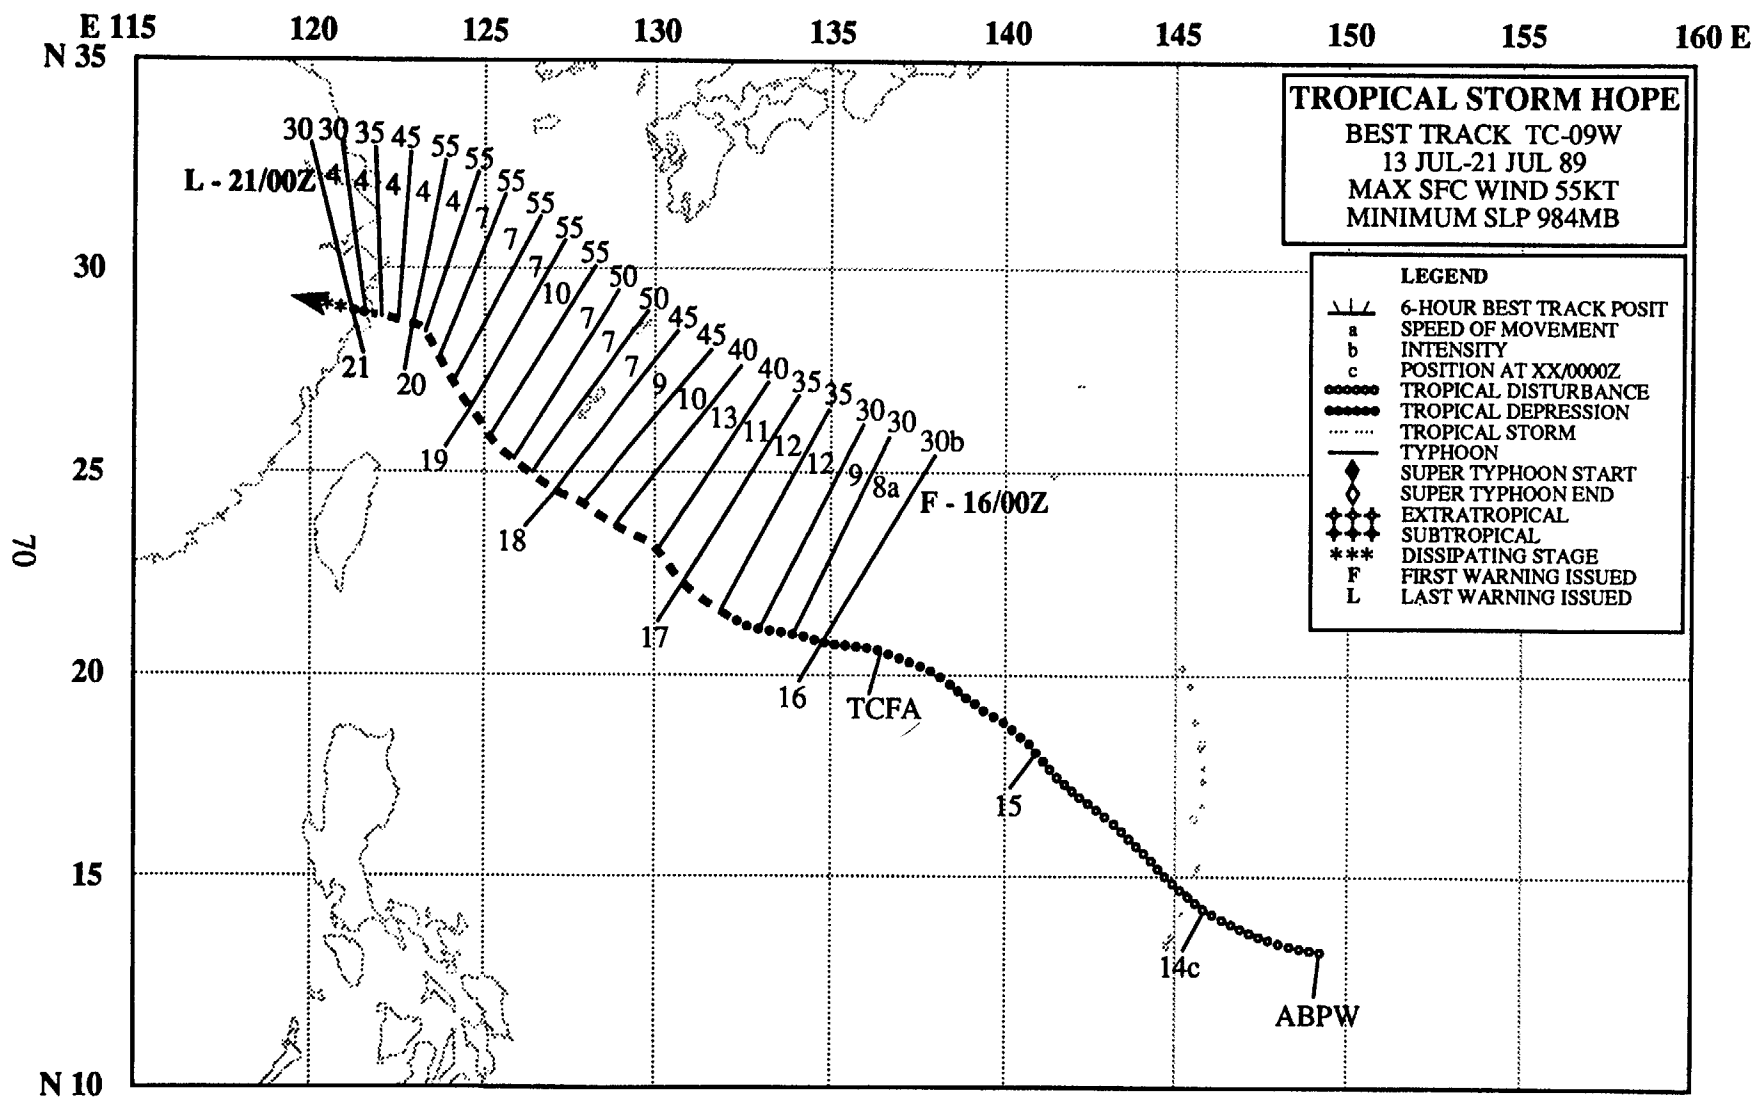 E 115 120 125 130 135 140 145 150 155 160 E
N 35
TROPICAL STORM HOPE
BEST TRACK TC-09W
13 JUL-21 JUL 89
MAX SFC WIND 55KT
MINIMUM SLP 984MB
30 30 35 45 55 55 55 55 55 55 50 50 45 45 40 40 35 35 30 30 30b
L - 21/00Z 4 4 4 4 4 7 7 7 10 7 7 7 9 10 13 11 12 12 9 8a
F - 16/00Z
30
LEGEND
6-HOUR BEST TRACK POSIT
a SPEED OF MOVEMENT
b INTENSITY
c POSITION AT XX/0000Z
TROPICAL DISTURBANCE
TROPICAL DEPRESSION
TROPICAL STORM
TYPHOON
SUPER TYPHOON START
SUPER TYPHOON END
EXTRATROPICAL
SUBTROPICAL
*** DISSIPATING STAGE
F FIRST WARNING ISSUED
L LAST WARNING ISSUED
**
21
20
19
25
18
70
17
20
16
TCFA
15
15
14c
ABPW
N 10